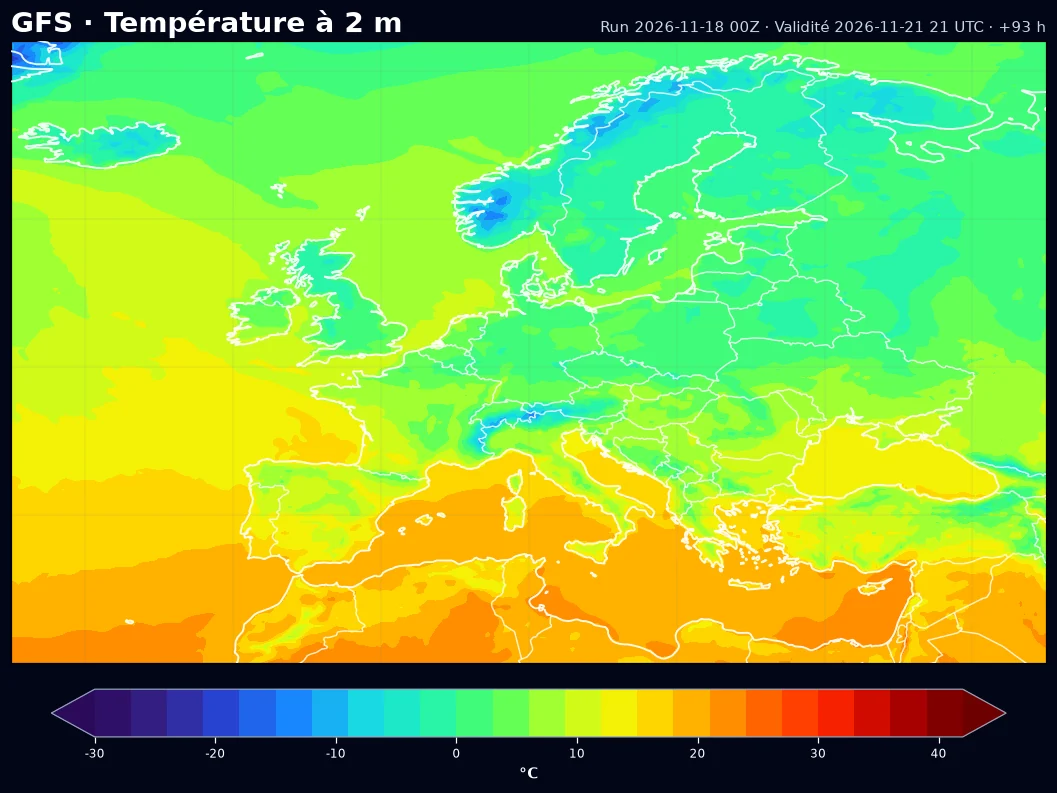 GFS · Température à 2 m
Run 2026-11-18 00Z · Validité 2026-11-21 21 UTC · +93 h
-30 -20 -10 0 10 20 30 40
°C